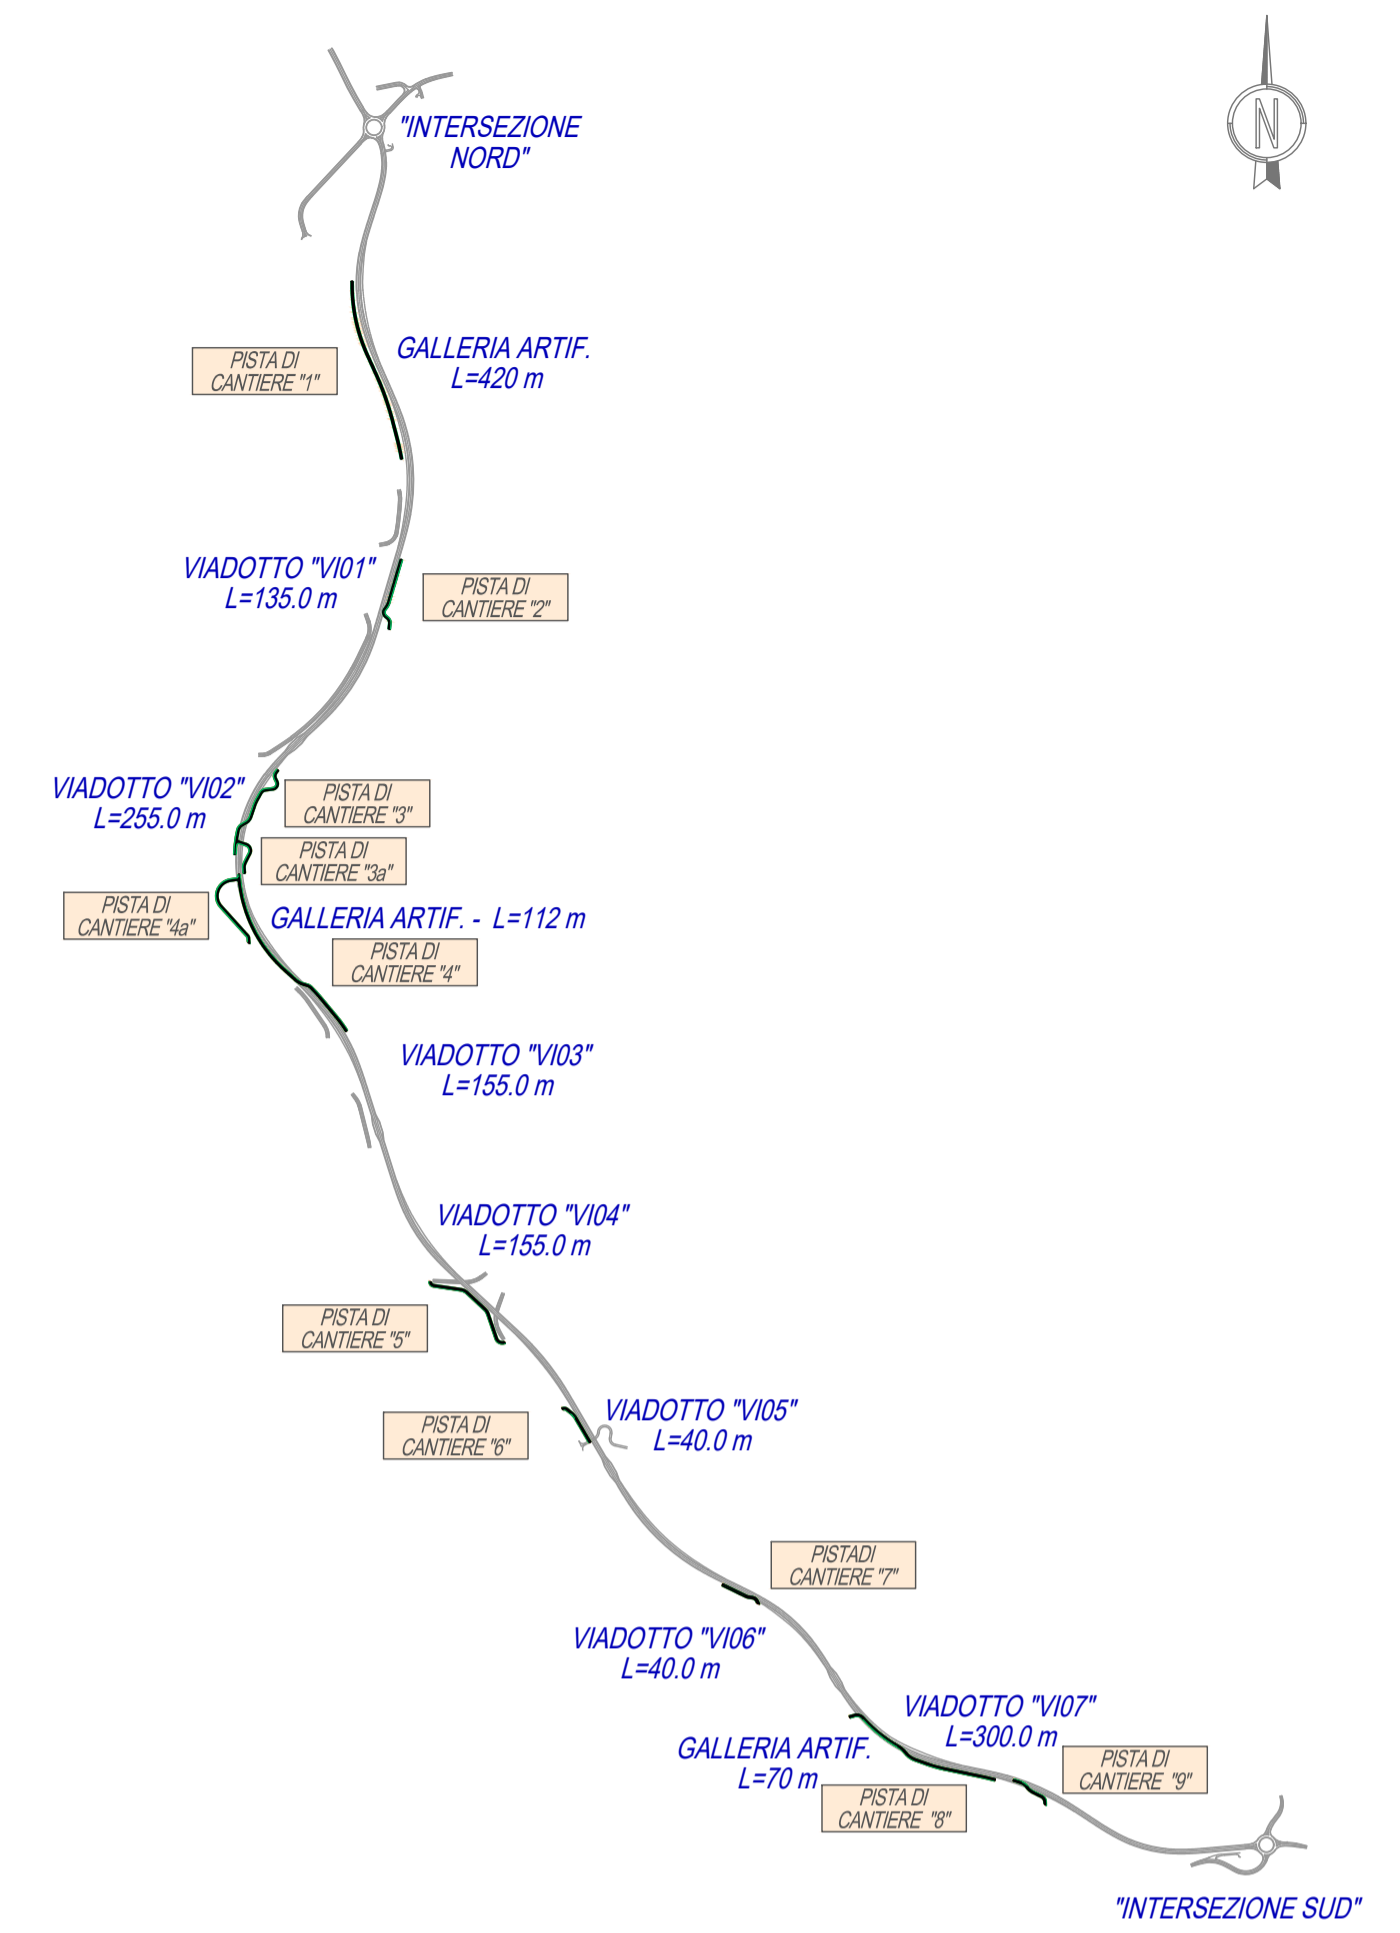 N
"INTERSEZIONE
NORD"
GALLERIA ARTIF.
L=420 m
PISTA DI
CANTIERE "1"
VIADOTTO "VI01"
L=135.0 m
PISTA DI
CANTIERE "2"
VIADOTTO "VI02"
L=255.0 m
PISTA DI
CANTIERE "3"
PISTA DI
CANTIERE "3a"
PISTA DI
CANTIERE "4a"
GALLERIA ARTIF. - L=112 m
PISTA DI
CANTIERE "4"
VIADOTTO "VI03"
L=155.0 m
VIADOTTO "VI04"
L=155.0 m
PISTA DI
CANTIERE "5"
VIADOTTO "VI05"
L=40.0 m
PISTA DI
CANTIERE "6"
PISTADI
CANTIERE "7"
VIADOTTO "VI06"
L=40.0 m
VIADOTTO "VI07"
L=300.0 m
GALLERIA ARTIF.
L=70 m
PISTA DI
CANTIERE "9"
PISTA DI
CANTIERE "8"
"INTERSEZIONE SUD"